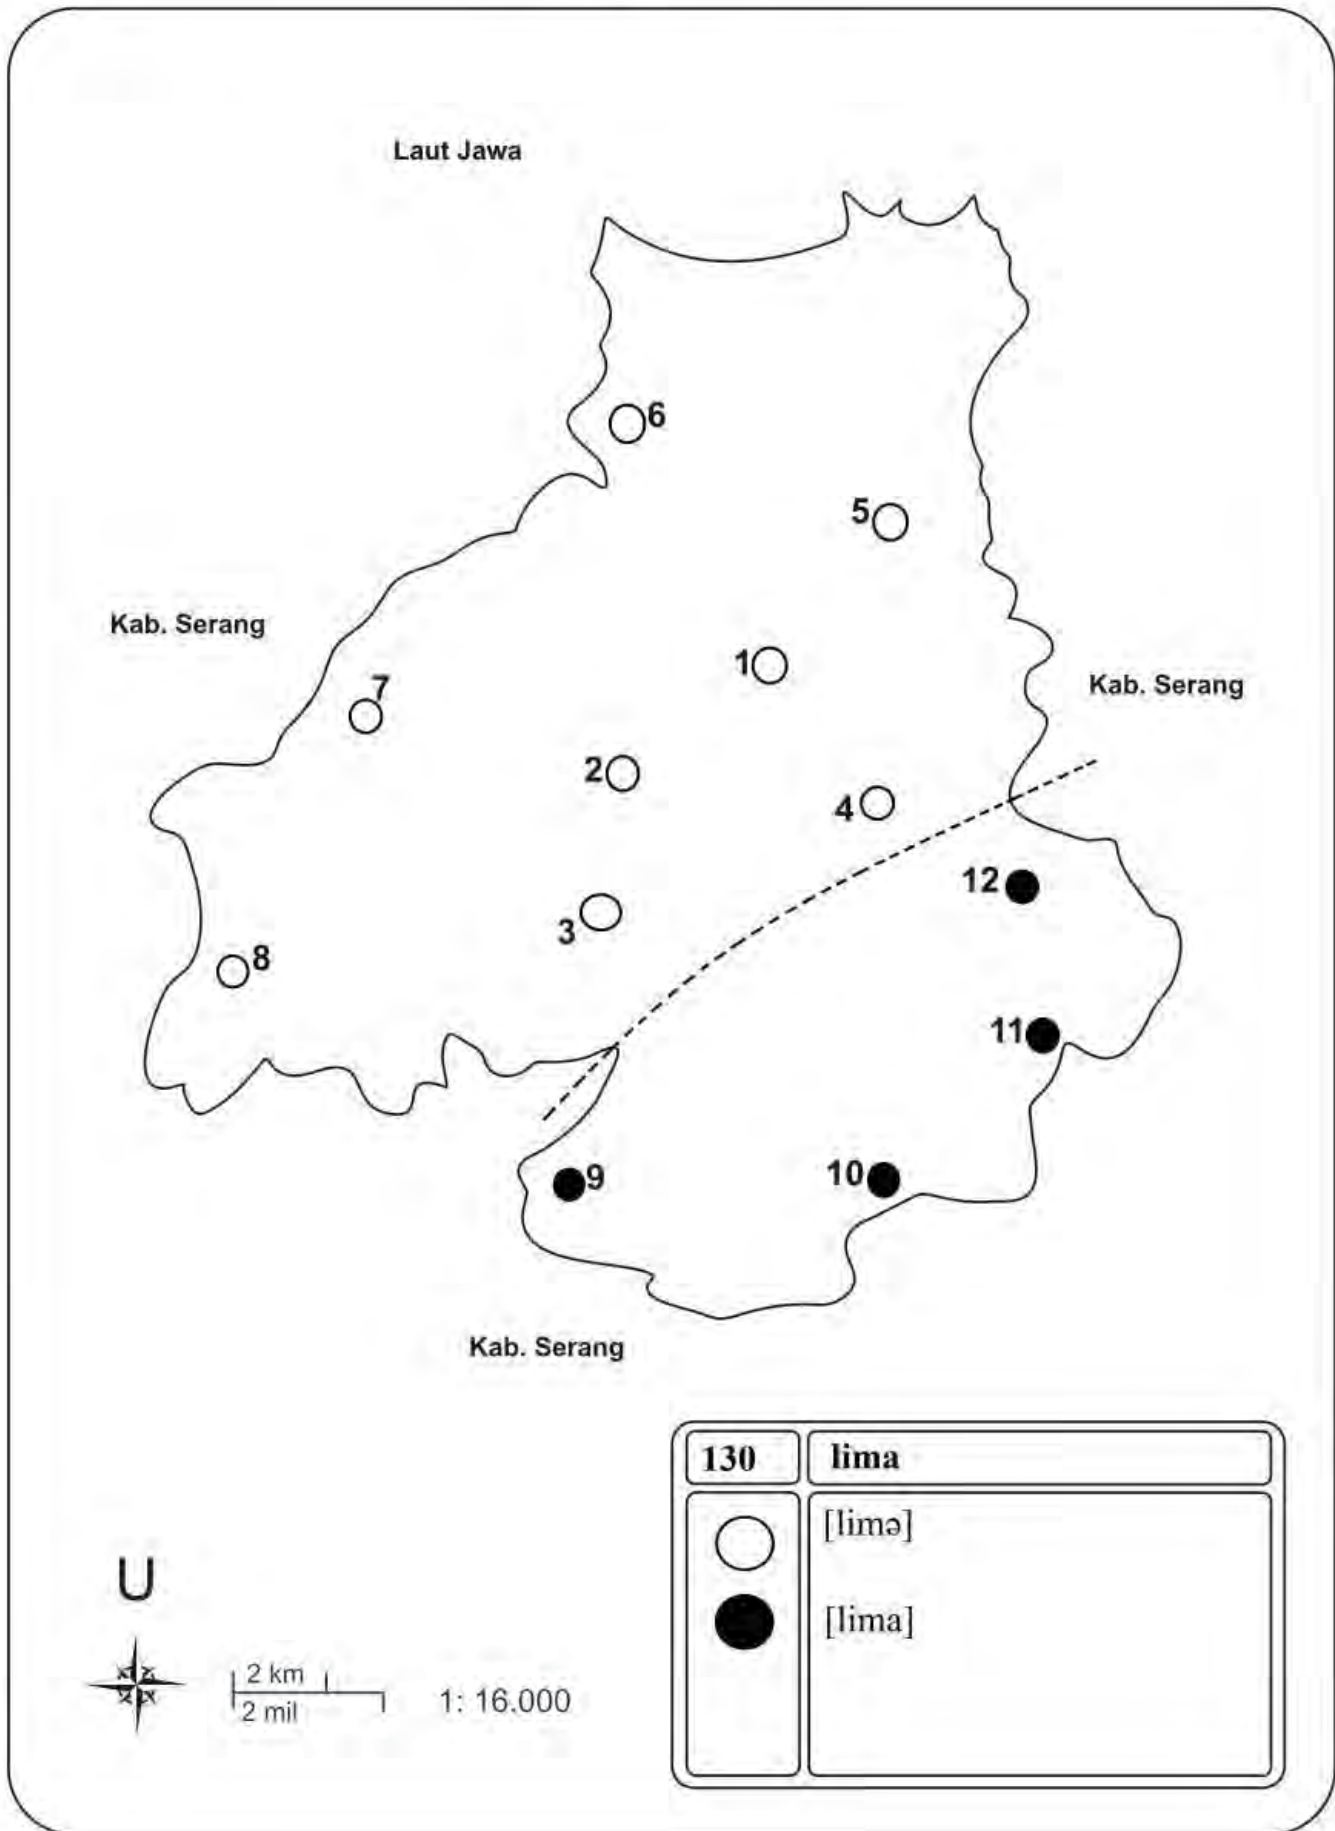 Laut Jawa
6
5
Kab. Serang
1
Kab. Serang
7
2
4
12
3
8
11
9
10
Kab. Serang
130 lima
[limə]
[lima]
U
2 km
2 mil
1: 16.000